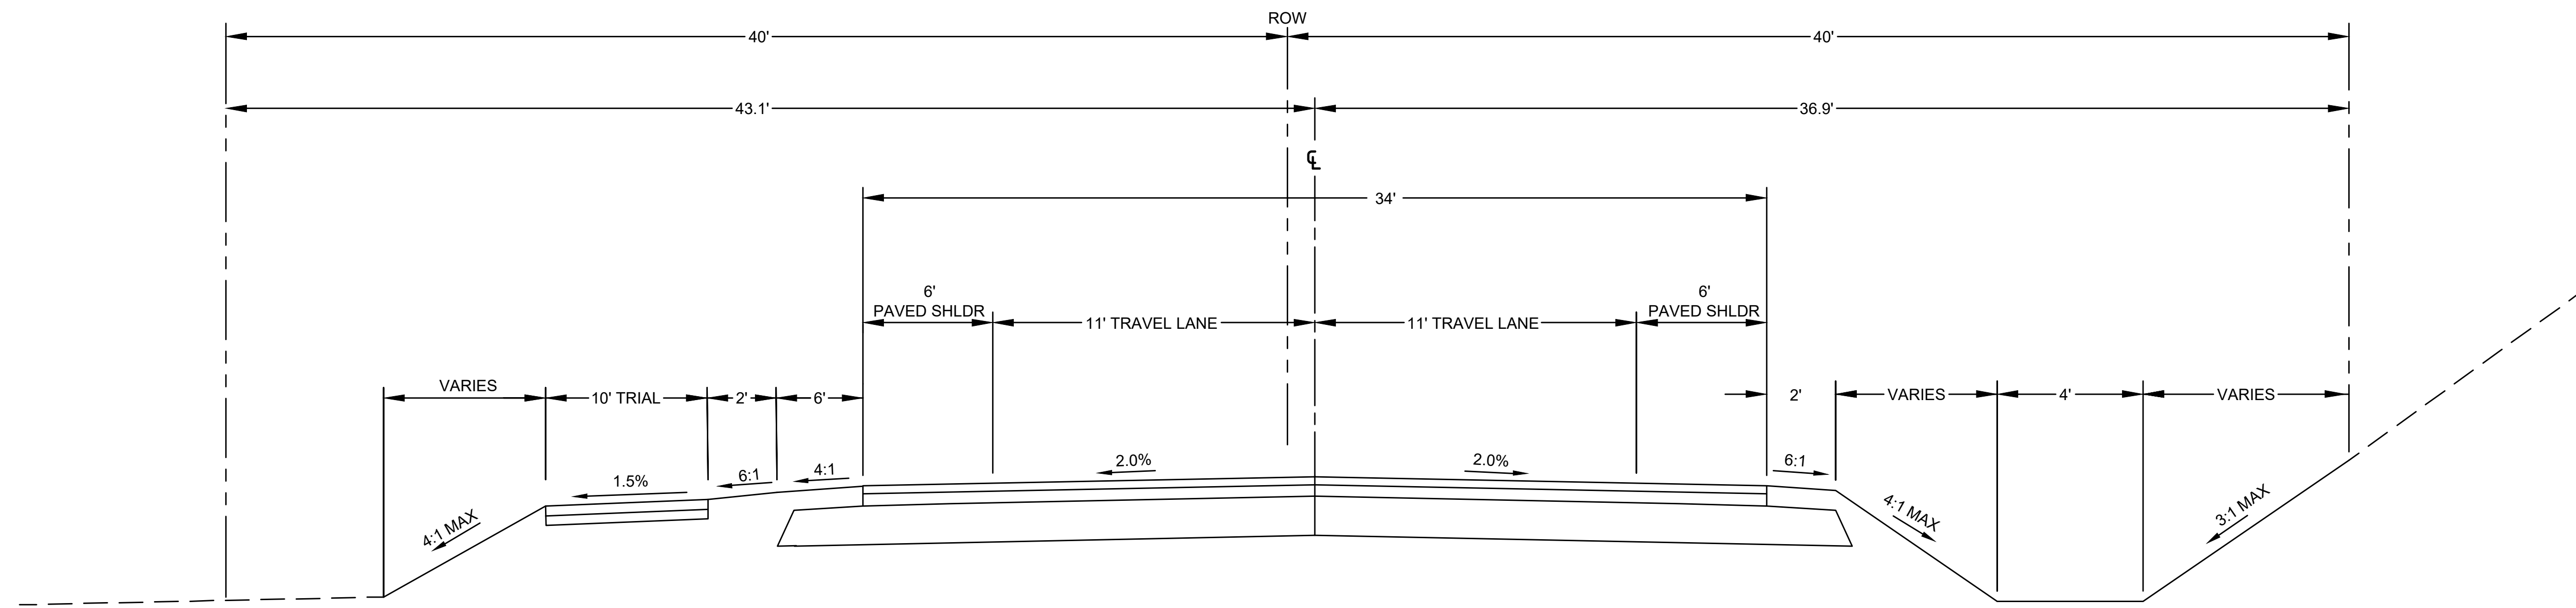 ROW
40'
40'
43.1'
36.9'
℄
34'
6'
PAVED SHLDR
11' TRAVEL LANE
11' TRAVEL LANE
6'
PAVED SHLDR
VARIES
10' TRIAL
2'
6'
2'
VARIES
4'
VARIES
4:1 MAX
1.5%
6:1
4:1
2.0%
2.0%
6:1
4:1 MAX
3:1 MAX